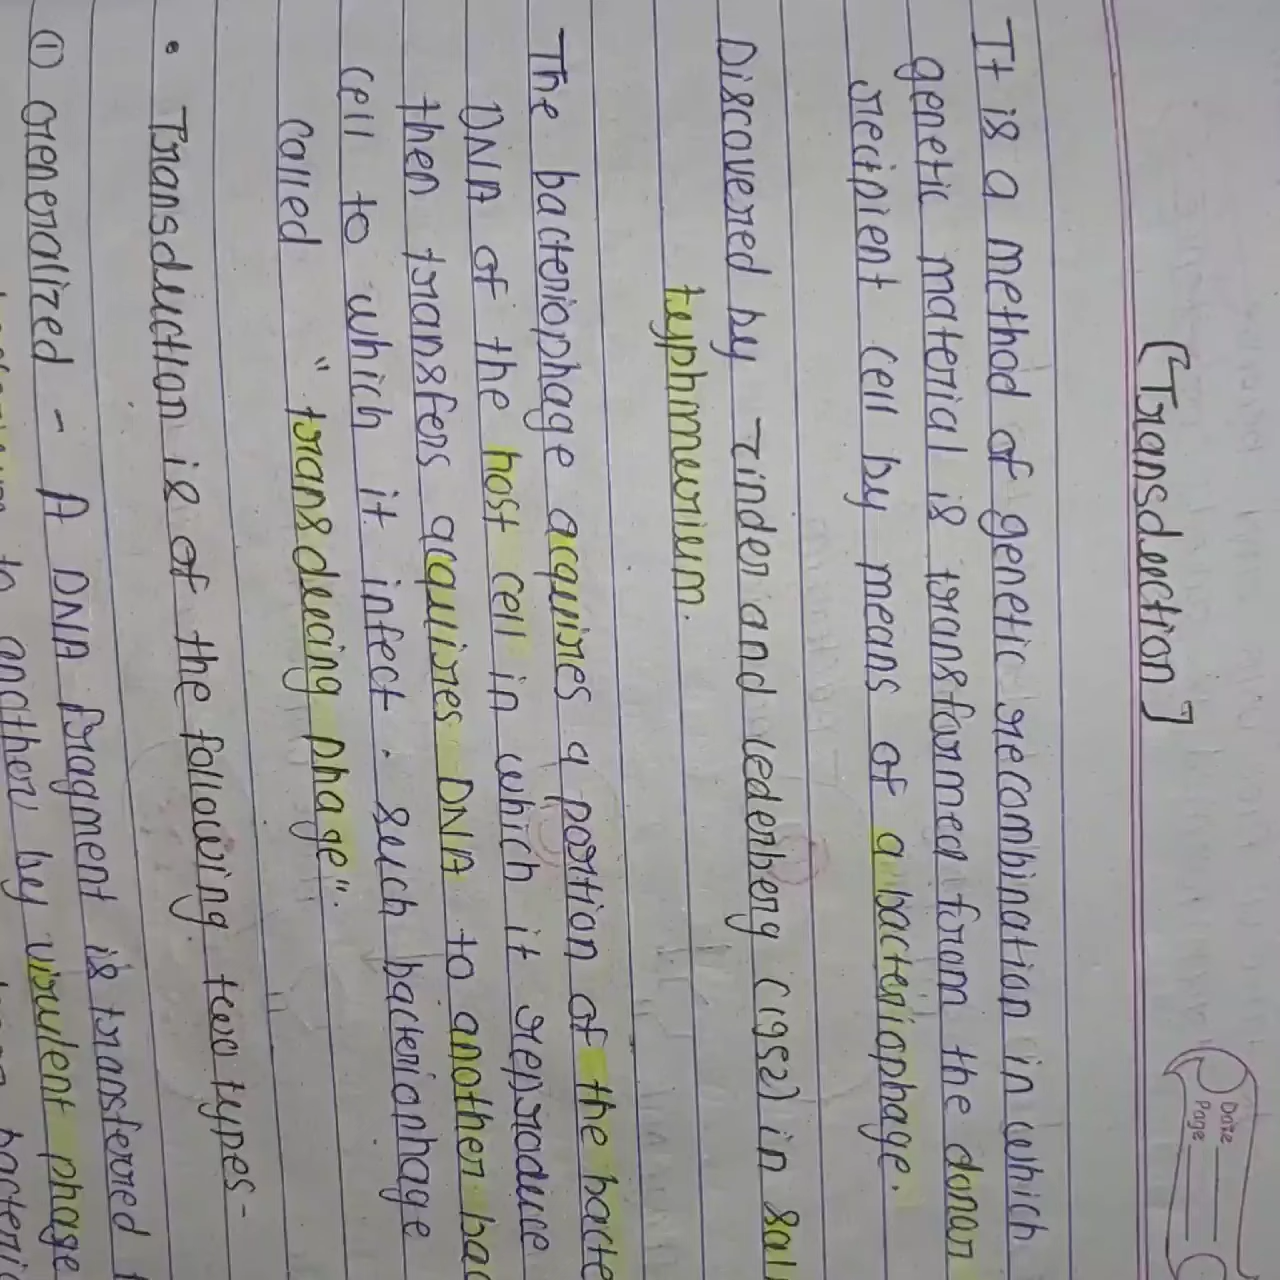 [Transduction]
Date
Page
It is a method of genetic recombination in which
genetic material is transformed from the donar
recipient cell by means of a bacteriophage.
Discovered by Zinder and Lederberg (1952) in Sal
typhmurium.
The bacteriophage acquires a portion of the bacte
DNA of the host cell in which it reproduce
then transfers acquires DNA to another bac
cell to which it infect. Such bacteriophage
called "transducing phage".
• Transduction is of the following two types-
① Generalized - A DNA fragment is transferred
to another by virulent phage